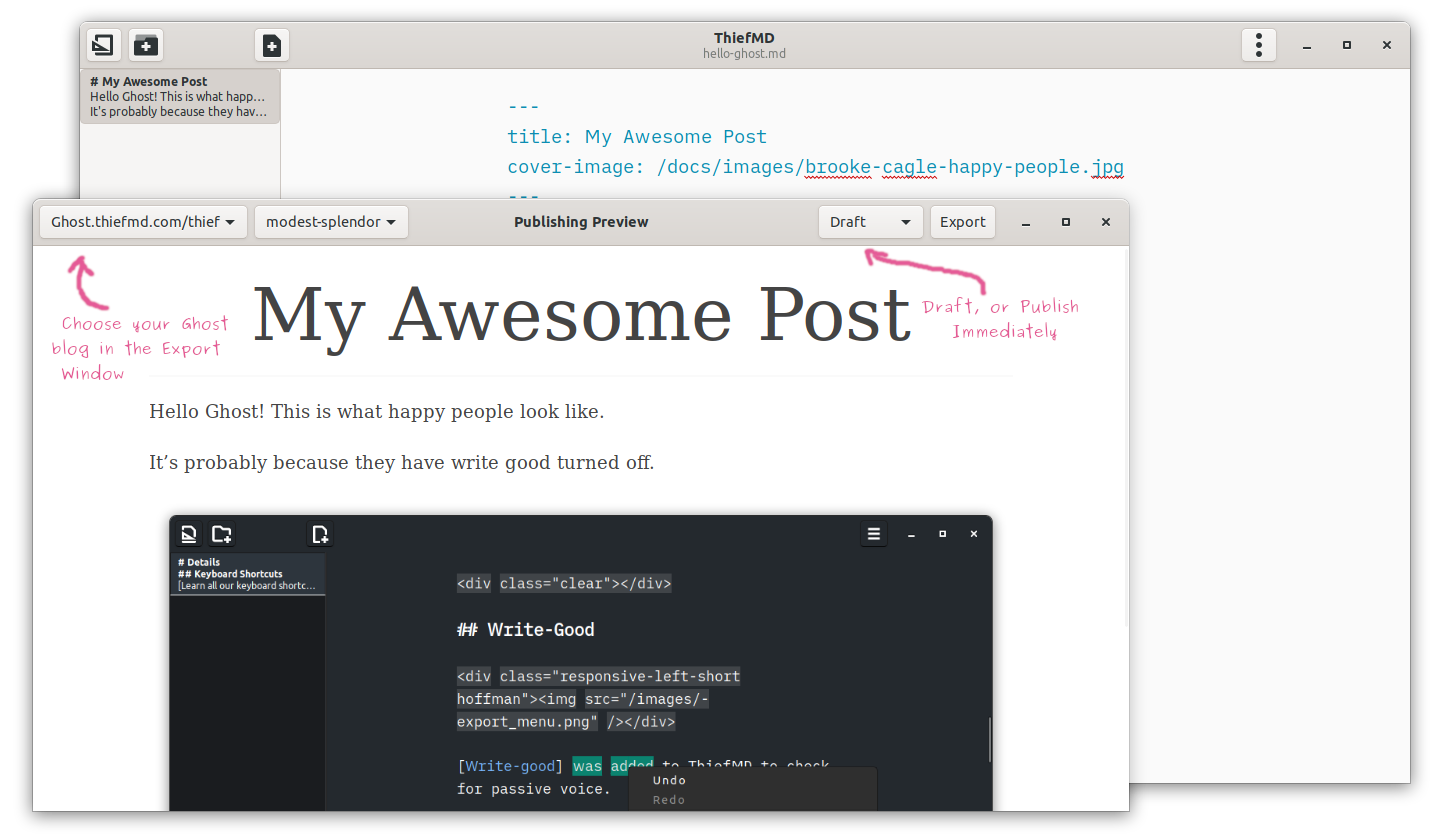 ThiefMD
hello-ghost.md
# My Awesome Post
Hello Ghost! This is what happ...
It's probably because they hav...
---
title: My Awesome Post
cover-image: /docs/images/brooke-cagle-happy-people.jpg
---
Ghost.thiefmd.com/thief
modest-splendor
Publishing Preview
Draft
Export
Choose your Ghost
blog in the Export
Window
My Awesome Post
Draft, or Publish
Immediately
Hello Ghost! This is what happy people look like.
It’s probably because they have write good turned off.
# Details
## Keyboard Shortcuts
[Learn all our keyboard shortc...
<div class="clear"></div>
## Write-Good
<div class="responsive-left-short
hoffman"><img src="/images/-
export_menu.png" /></div>
[Write-good] was added to ThiefMD to check
for passive voice.
Undo
Redo